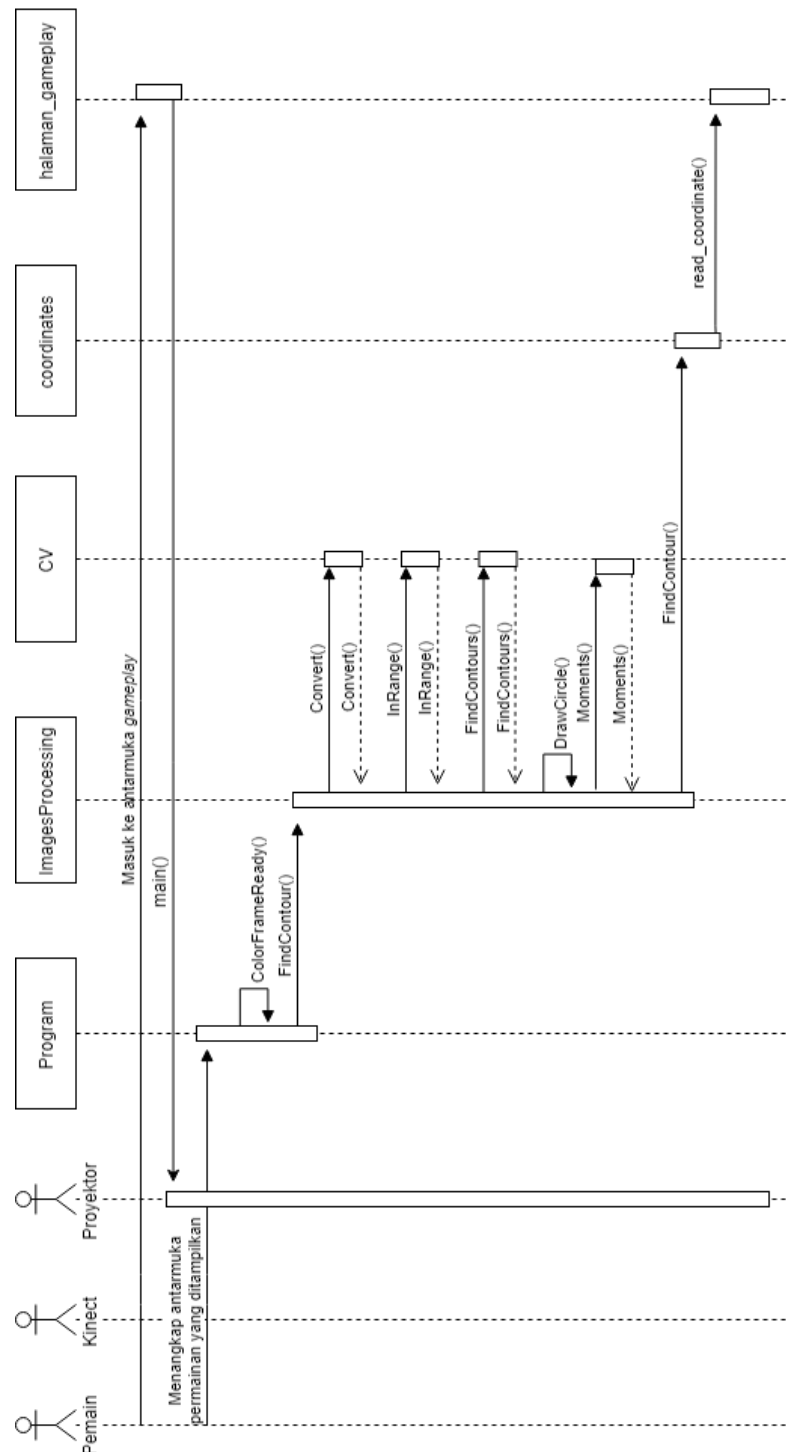 Pemain
Kinect
Proyektor
Program
ImagesProcessing
CV
coordinates
halaman_gameplay
Masuk ke antarmuka gameplay
main()
Menangkap antarmuka
permainan yang ditampilkan
ColorFrameReady()
FindContour()
Convert()
Convert()
InRange()
InRange()
FindContours()
FindContours()
DrawCircle()
Moments()
Moments()
FindContour()
read_coordinate()